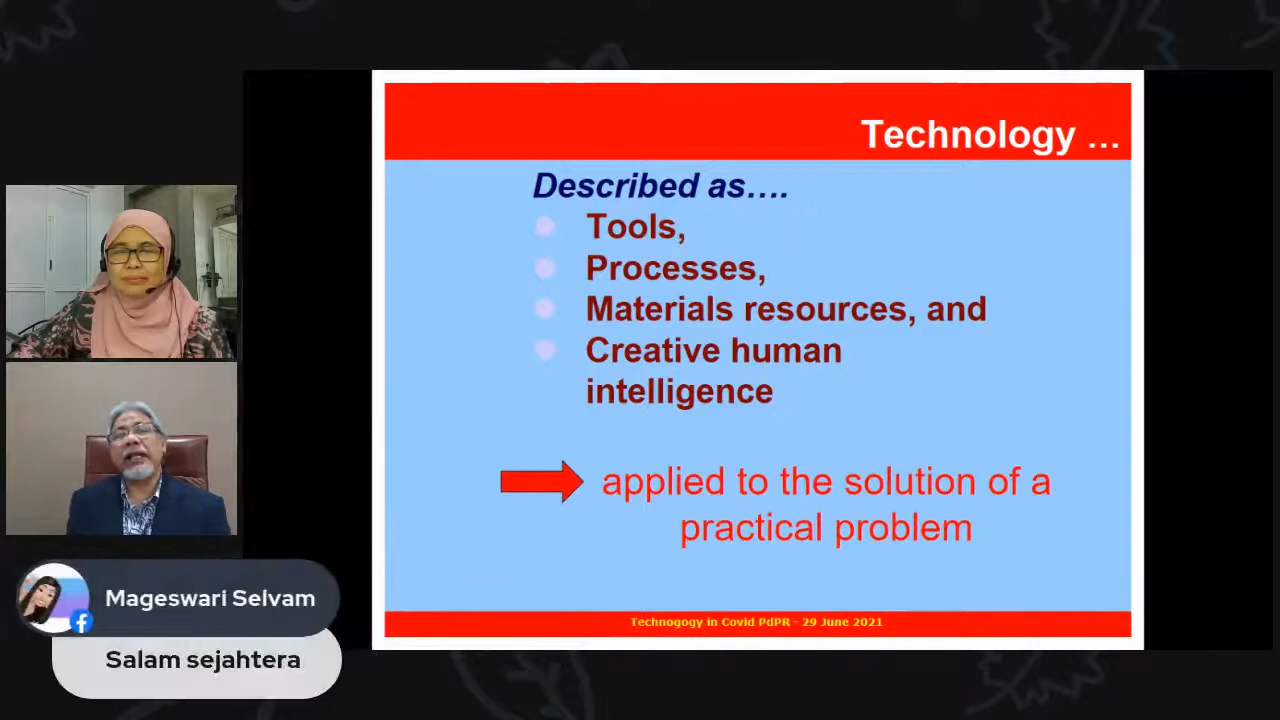 Technology ...
Described as....
Tools,
Processes,
Materials resources, and
Creative human
intelligence
applied to the solution of a
practical problem
Technogogy in Covid PdPR - 29 June 2021
Mageswari Selvam
Salam sejahtera